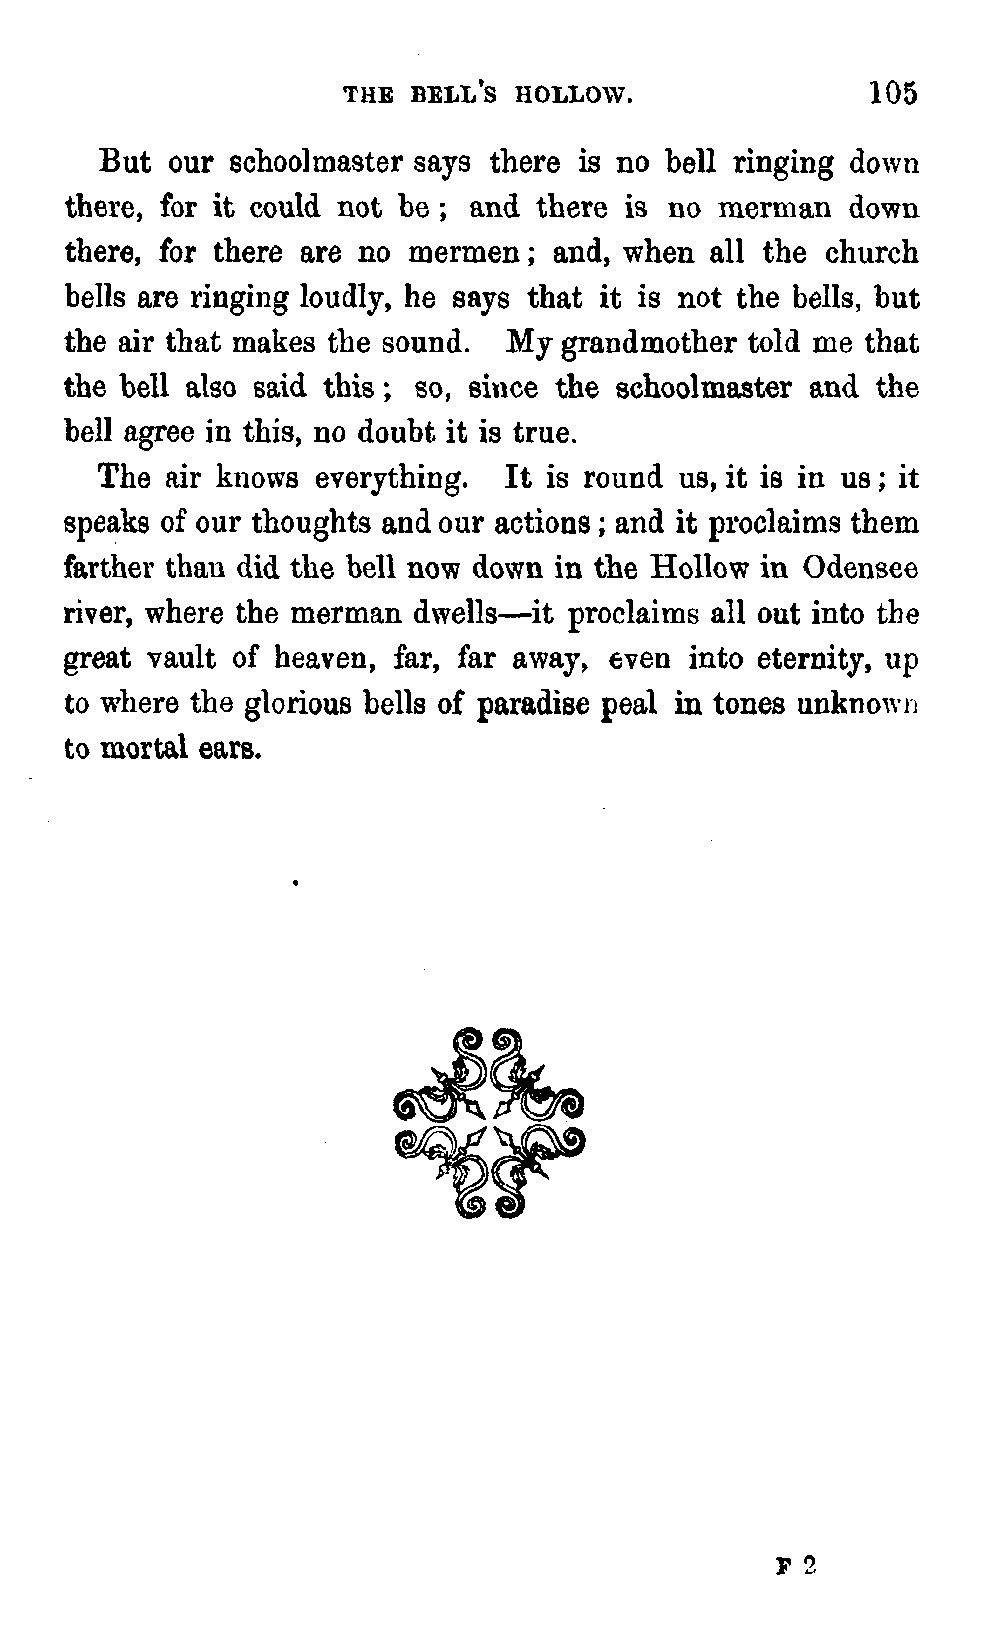 THE BELL'S HOLLOW. 105
But our schoolmaster says there is no bell ringing down
there, for it could not be; and there is no merman down
there, for there are no mermen; and, when all the church
bells are ringing loudly, he says that it is not the bells, but
the air that makes the sound. My grandmother told me that
the bell also said this; so, since the schoolmaster and the
bell agree in this, no doubt it is true.
The air knows everything. It is round us, it is in us; it
speaks of our thoughts and our actions; and it proclaims them
farther than did the bell now down in the Hollow in Odensee
river, where the merman dwells—it proclaims all out into the
great vault of heaven, far, far away, even into eternity, up
to where the glorious bells of paradise peal in tones unknown
to mortal ears.
F 2